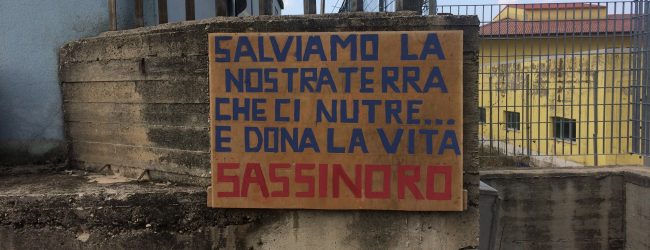 SALVIAMO LA
NOSTRA TERRA
CHE CI NUTRE...
E DONA LA VITA
SASSINORO